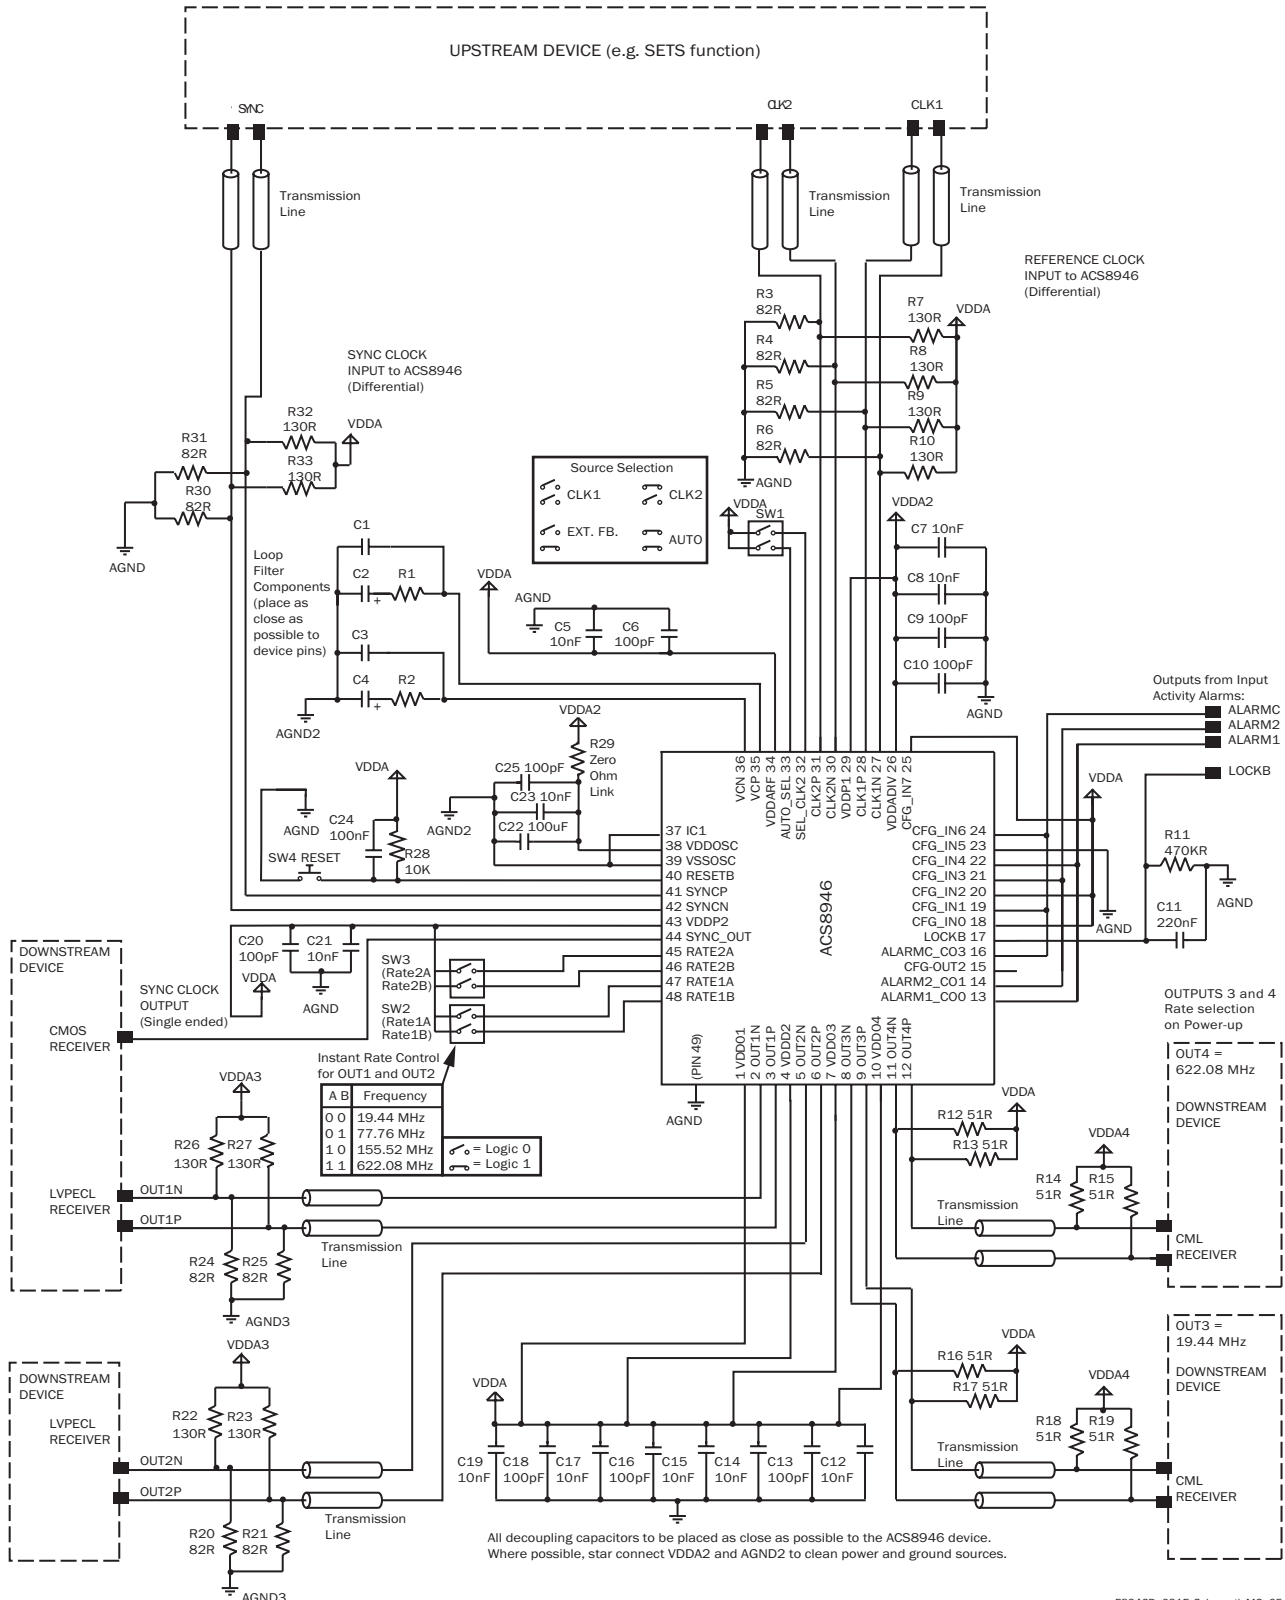 UPSTREAM DEVICE (e.g. SETS function)
SYNC
CLK2
CLK1
Transmission
Line
Transmission
Line
Transmission
Line
REFERENCE CLOCK
INPUT to ACS8946
(Differential)
R3
82R
R4
82R
R5
82R
R6
82R
AGND
R7
130R
VDDA
R8
130R
R9
130R
R10
130R
SYNC CLOCK
INPUT to ACS8946
(Differential)
R32
130R
VDDA
R31
82R
R33
130R
R30
82R
AGND
Source Selection
CLK1
CLK2
EXT. FB.
AUTO
VDDA
SW1
VDDA2
C7 10nF
C8 10nF
C9 100pF
C10 100pF
AGND
Loop
Filter
Components
(place as
close as
possible to
device pins)
C1
C2
R1
+
C3
C4
R2
+
AGND2
VDDA
AGND
C5
10nF
C6
100pF
VDDA2
R29
Zero
Ohm
Link
C25 100pF
C23 10nF
C22 100uF
AGND2
VDDA
AGND
C24
100nF
R28
10K
SW4 RESET
Outputs from Input
Activity Alarms:
ALARMC
ALARM2
ALARM1
LOCKB
VDDA
R11
470KR
AGND
C11
220nF
AGND
VCN 36
VCP 35
VDDARF 34
AUTO_SEL 33
SEL_CLK2 32
CLK2P 31
CLK2N 30
VDDP1 29
CLK1P 28
CLK1N 27
VDDADIV 26
CFG_IN7 25
37 IC1
38 VDDOSC
39 VSSOSC
40 RESETB
41 SYNCP
42 SYNCN
43 VDDP2
44 SYNC_OUT
45 RATE2A
46 RATE2B
47 RATE1A
48 RATE1B
ACS8946
CFG_IN6 24
CFG_IN5 23
CFG_IN4 22
CFG_IN3 21
CFG_IN2 20
CFG_IN1 19
CFG_IN0 18
LOCKB 17
ALARMC_CO3 16
CFG-OUT2 15
ALARM2_CO1 14
ALARM1_CO0 13
(PIN 49)
1 VDDO1
2 OUT1N
3 OUT1P
4 VDDD2
5 OUT2N
6 OUT2P
7 VDDO3
8 OUT3N
9 OUT3P
10 VDDO4
11 OUT4N
12 OUT4P
AGND
C20
100pF
C21
10nF
VDDA
AGND
SW3
(Rate2A
Rate2B)
SW2
(Rate1A
Rate1B)
DOWNSTREAM
DEVICE
SYNC CLOCK
OUTPUT
(Single ended)
CMOS
RECEIVER
LVPECL
RECEIVER
OUT1N
OUT1P
VDDA3
R26
130R
R27
130R
R24
82R
R25
82R
AGND3
Transmission
Line
Instant Rate Control
for OUT1 and OUT2
A B Frequency
0 0 19.44 MHz
0 1 77.76 MHz
1 0 155.52 MHz
1 1 622.08 MHz
= Logic 0
= Logic 1
OUTPUTS 3 and 4
Rate selection
on Power-up
OUT4 =
622.08 MHz
DOWNSTREAM
DEVICE
CML
RECEIVER
VDDA
R12 51R
R13 51R
VDDA4
R14
51R
R15
51R
Transmission
Line
OUT3 =
19.44 MHz
DOWNSTREAM
DEVICE
CML
RECEIVER
VDDA
R16 51R
R17 51R
VDDA4
R18
51R
R19
51R
Transmission
Line
DOWNSTREAM
DEVICE
LVPECL
RECEIVER
OUT2N
OUT2P
VDDA3
R22
130R
R23
130R
R20
82R
R21
82R
AGND3
Transmission
Line
VDDA
C19
10nF
C18
100pF
C17
10nF
C16
100pF
C15
10nF
C14
10nF
C13
100pF
C12
10nF
All decoupling capacitors to be placed as close as possible to the ACS8946 device.
Where possible, star connect VDDA2 and AGND2 to clean power and ground sources.